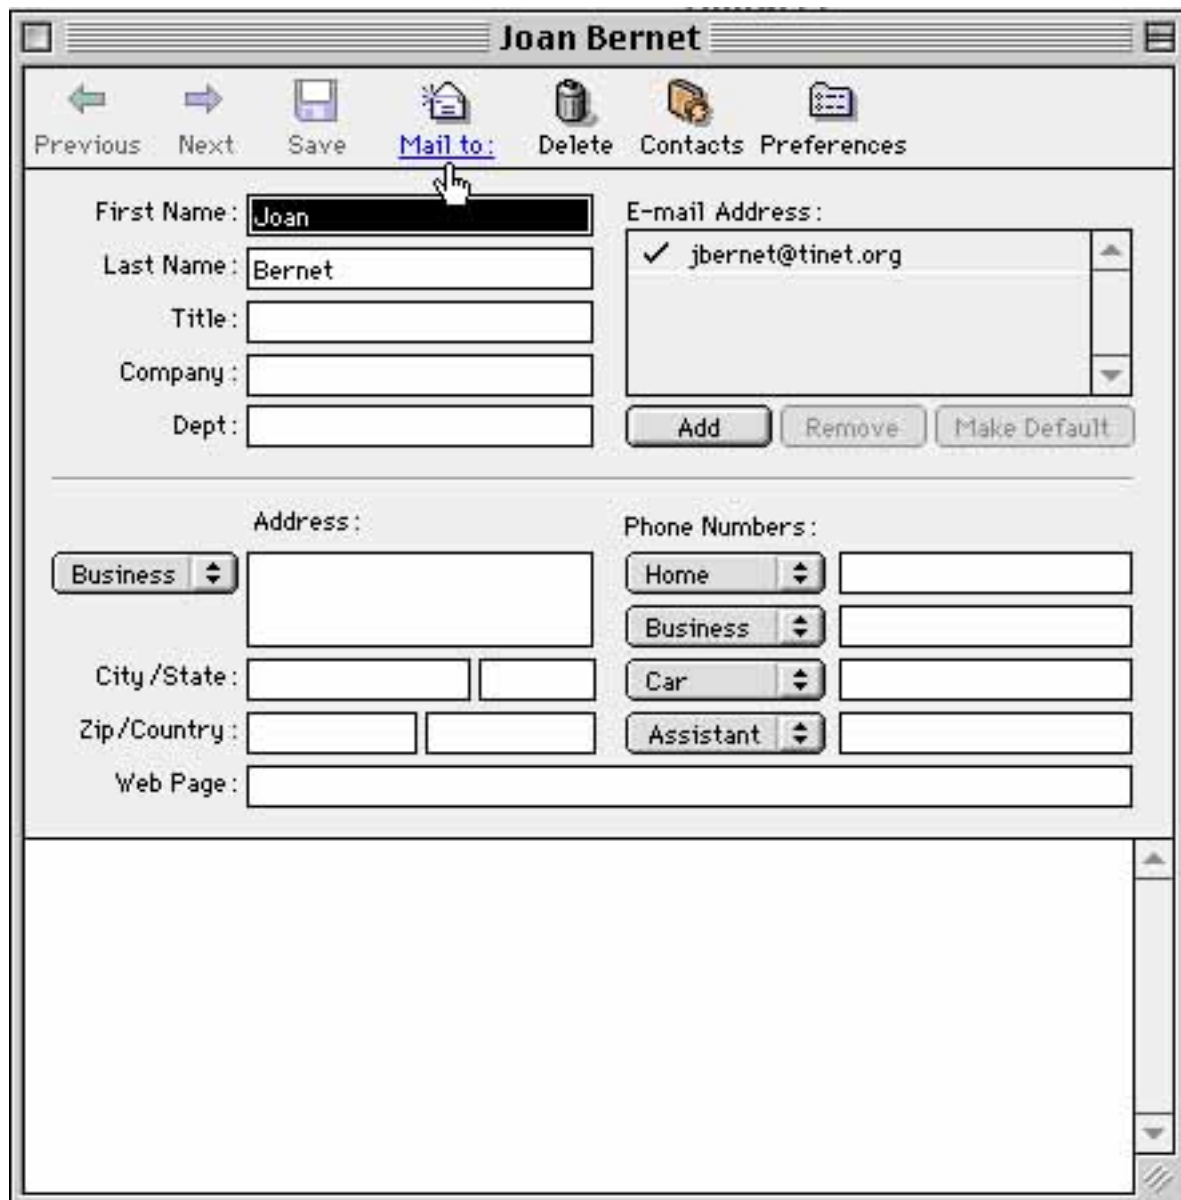 Joan Bernet
Previous Next Save Mail to: Delete Contacts Preferences
First Name: Joan
E-mail Address:
jbernet@tinet.org
Last Name: Bernet
Title:
Company:
Dept:
Add Remove Make Default
Address:
Phone Numbers:
Business
Home
Business
City/State:
Car
Zip/Country:
Assistant
Web Page: